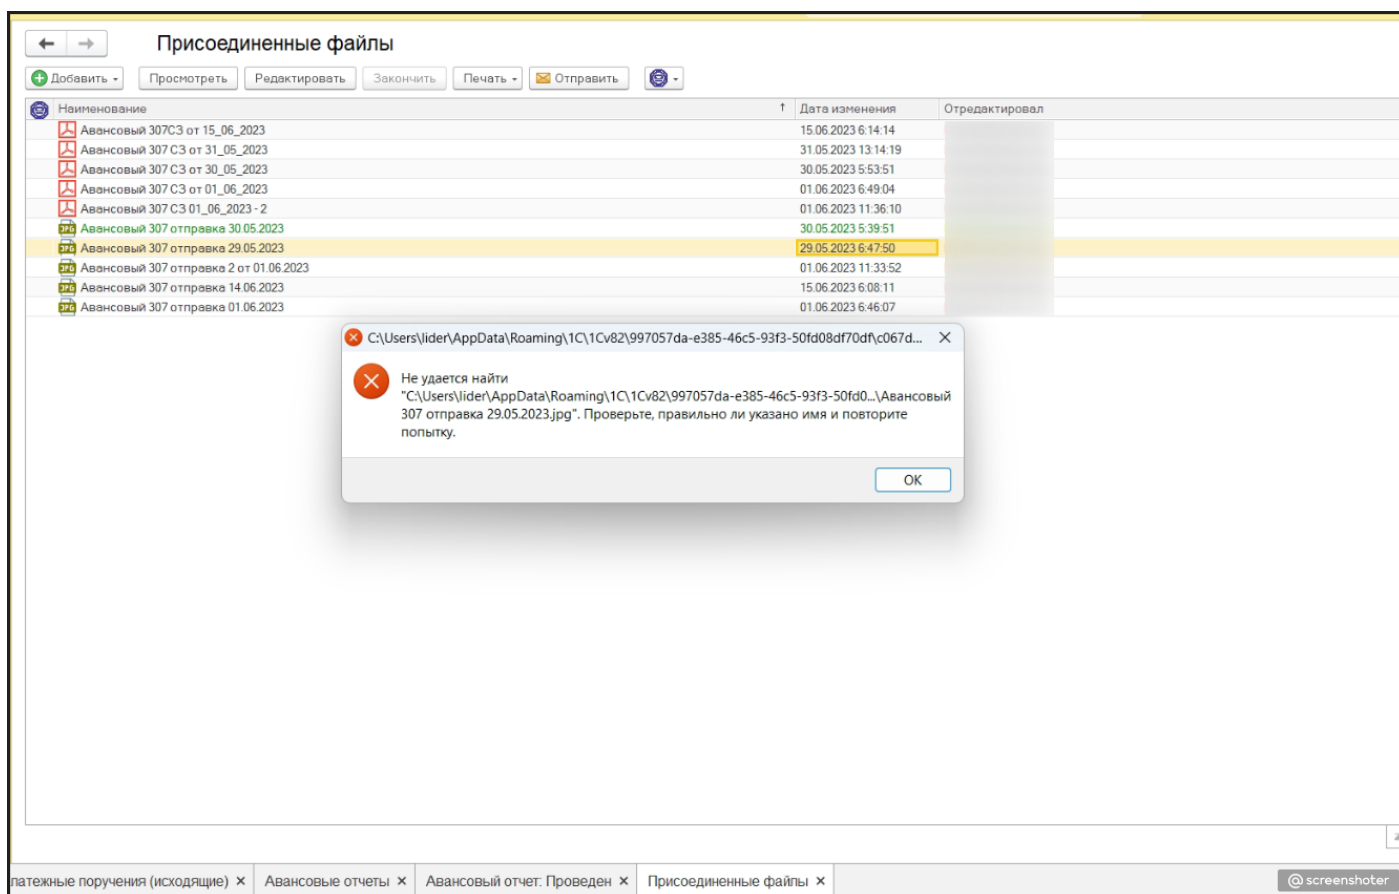 Присоединенные файлы
Добавить Просмотреть Редактировать Закончить Печать Отправить
Наименование ↑ Дата изменения Отредактировал
Авансовый 307СЗ от 15_06_2023 15.06.2023 6:14:14
Авансовый 307 СЗ от 31_05_2023 31.05.2023 13:14:19
Авансовый 307 СЗ от 30_05_2023 30.05.2023 5:53:51
Авансовый 307 СЗ от 01_06_2023 01.06.2023 6:49:04
Авансовый 307 СЗ 01_06_2023 - 2 01.06.2023 11:36:10
JPG Авансовый 307 отправка 30.05.2023 30.05.2023 5:39:51
JPG Авансовый 307 отправка 29.05.2023 29.05.2023 6:47:50
JPG Авансовый 307 отправка 2 от 01.06.2023 01.06.2023 11:33:52
JPG Авансовый 307 отправка 14.06.2023 15.06.2023 6:08:11
JPG Авансовый 307 отправка 01.06.2023 01.06.2023 6:46:07
C:\Users\lider\AppData\Roaming\1C\1Cv82\997057da-e385-46c5-93f3-50fd08df70df\c067d...
Не удается найти
"C:\Users\lider\AppData\Roaming\1C\1Cv82\997057da-e385-46c5-93f3-50fd0...\Авансовый
307 отправка 29.05.2023.jpg". Проверьте, правильно ли указано имя и повторите
попытку.
OK
латежные поручения (исходящие) × Авансовые отчеты × Авансовый отчет: Проведен × Присоединенные файлы ×
@screenshoter